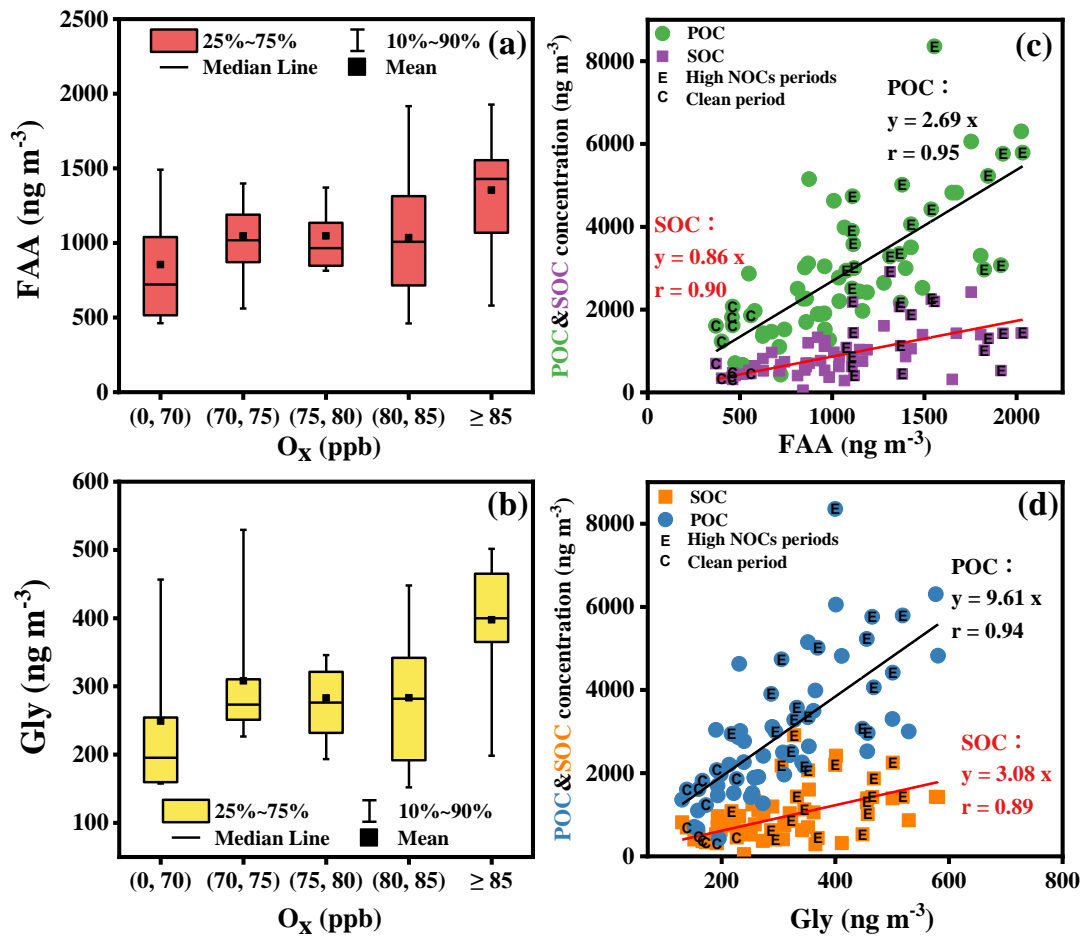 (a)
25%~75%
10%~90%
Median Line
Mean
2500
2000
1500
1000
500
0
FAA (ng m-3)
(0, 70)
(70, 75)
(75, 80)
(80, 85)
≥ 85
OX (ppb)
(b)
600
500
400
300
200
100
Gly (ng m-3)
25%~75%
10%~90%
Median Line
Mean
(0, 70)
(70, 75)
(75, 80)
(80, 85)
≥ 85
OX (ppb)
(c)
POC
SOC
E High NOCs periods
C Clean period
POC：
y = 2.69 x
r = 0.95
SOC：
y = 0.86 x
r = 0.90
8000
6000
4000
2000
0
POC&SOC concentration (ng m-3)
0
500
1000
1500
2000
FAA (ng m-3)
(d)
SOC
POC
E High NOCs periods
C Clean period
POC：
y = 9.61 x
r = 0.94
SOC：
y = 3.08 x
r = 0.89
8000
6000
4000
2000
0
POC&SOC concentration (ng m-3)
200
400
600
800
Gly (ng m-3)